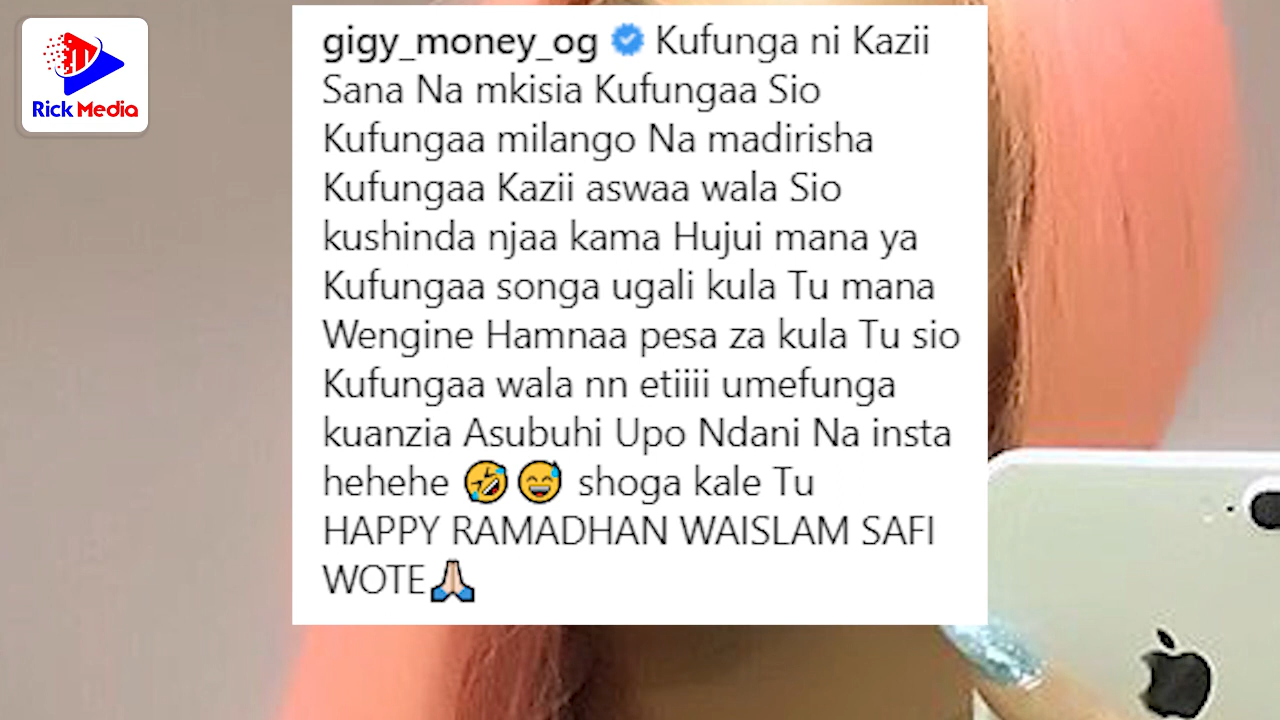 Rick Media
gigy_money_og Kufunga ni Kazii
Sana Na mkisia Kufungaa Sio
Kufungaa milango Na madirisha
Kufungaa Kazii aswaa wala Sio
kushinda njaa kama Hujui mana ya
Kufungaa songa ugali kula Tu mana
Wengine Hamnaa pesa za kula Tu sio
Kufungaa wala nn etiiii umefunga
kuanzia Asubuhi Upo Ndani Na insta
hehehe 🤣😅 shoga kale Tu
HAPPY RAMADHAN WAISLAM SAFI
WOTE🙏🏻